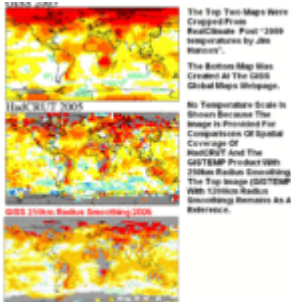 GISS 2005
The Top Two Maps Were
Cropped From
RealClimate Post "2009
temperatures by Jim
Hansen".
The Bottom Map Was
Created At The GISS
Global Maps Webpage.
HadCRUT 2005
No Temperature Scale Is
Shown Because The
Image Is Provided For
Comparisons Of Spatial
Coverage Of
HadCRUT And The
GISTEMP Product With
250km Radius Smoothing.
The Top Image (GISTEMP
With 1200km Radius
Smoothing) Remains As A
Reference.
GISS 250km Radius Smoothing 2005